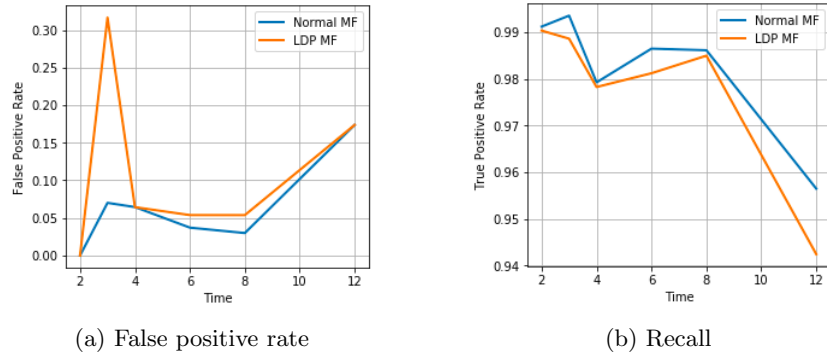 Normal MF
LDP MF
0.30
0.25
0.20
0.15
0.10
0.05
0.00
False Positive Rate
2 4 6 8 10 12
Time
(a) False positive rate
Normal MF
LDP MF
0.99
0.98
0.97
0.96
0.95
0.94
True Positive Rate
2 4 6 8 10 12
Time
(b) Recall